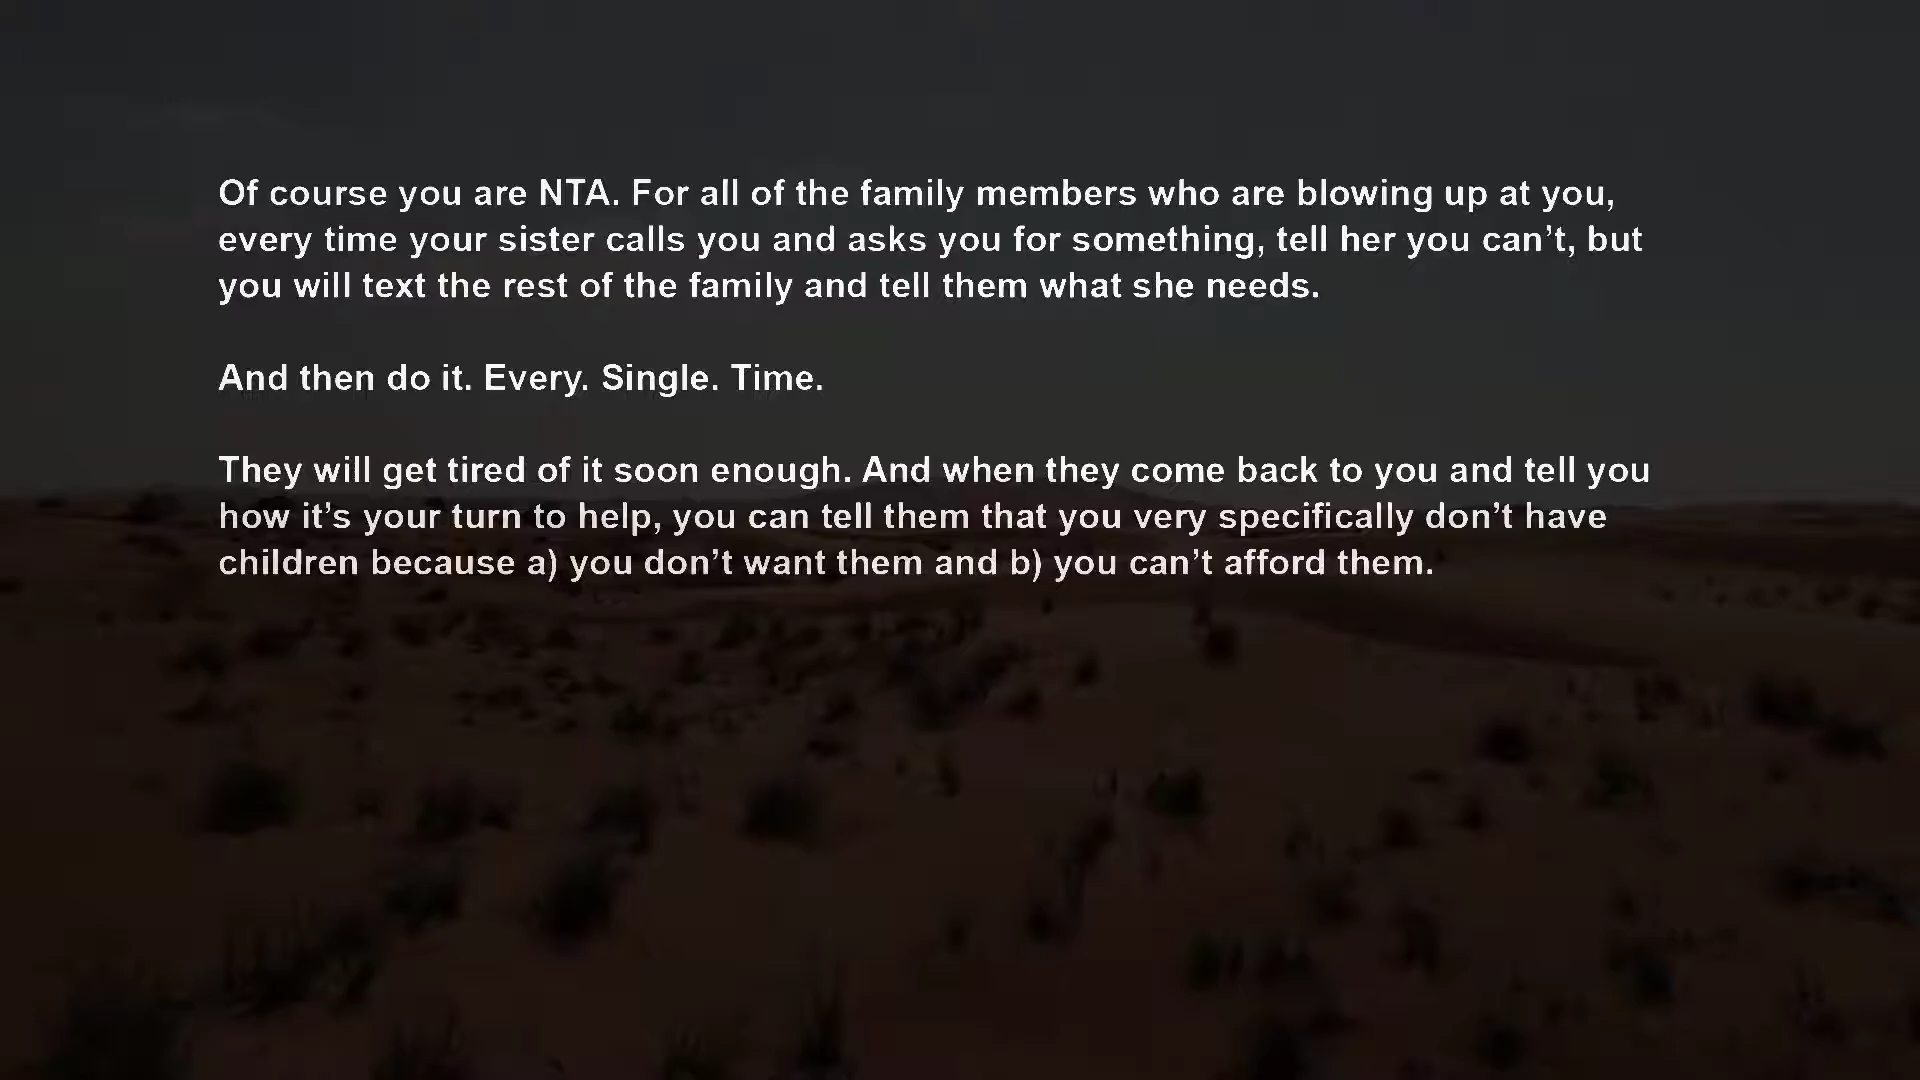 Of course you are NTA. For all of the family members who are blowing up at you,
every time your sister calls you and asks you for something, tell her you can’t, but
you will text the rest of the family and tell them what she needs.
And then do it. Every. Single. Time.
They will get tired of it soon enough. And when they come back to you and tell you
how it’s your turn to help, you can tell them that you very specifically don’t have
children because a) you don’t want them and b) you can’t afford them.